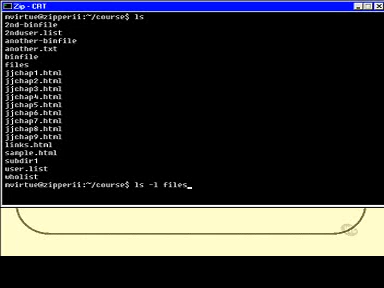 Zip - CRT
mvirtue@zipperii:~/course$ ls
2nd-binfile
2nduser.list
another-binfile
another.txt
binfile
files
jjchap1.html
jjchap2.html
jjchap3.html
jjchap4.html
jjchap5.html
jjchap6.html
jjchap7.html
jjchap8.html
jjchap9.html
links.html
sample.html
subdir1
user.list
wholist
mvirtue@zipperii:~/course$ ls -l files